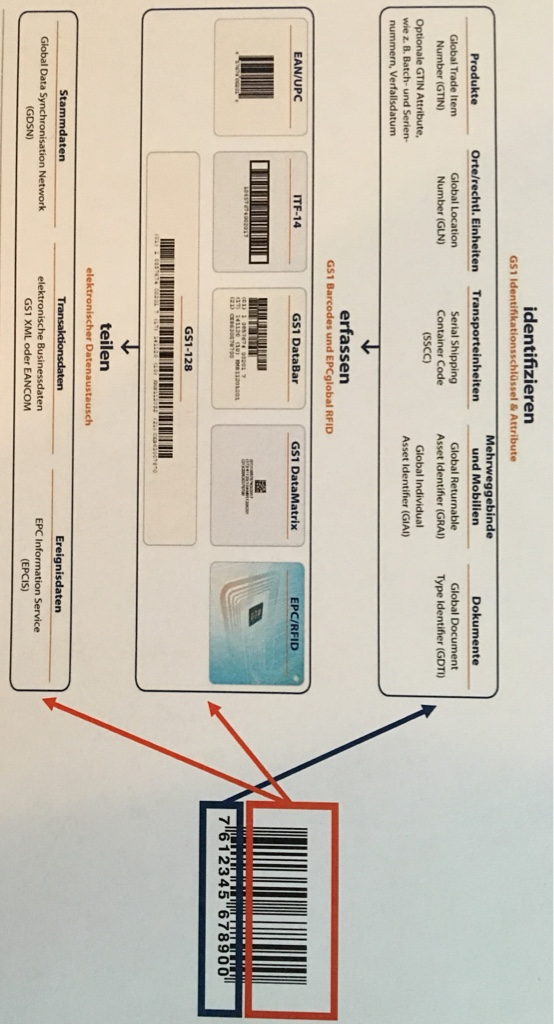 identifizieren
GS1 Identifikationsschlüssel & Attribute
Produkte
Global Trade Item
Number (GTIN)
Optionale GTIN Attribute,
wie z. B. Batch- und Serien-
nummern, Verfallsdatum
Orte/rechtl. Einheiten
Global Location
Number (GLN)
Transporteinheiten
Serial Shipping
Container Code
(SSCC)
Mehrweggebinde
und Mobilien
Global Returnable
Asset Identifier (GRAI)
Global Individual
Asset Identifier (GIAI)
Dokumente
Global Document
Type Identifier (GDTI)
erfassen
GS1 Barcodes und EPCglobal RFID
EAN/UPC
ITF-14
GS1 DataBar
GS1 DataMatrix
EPC/RFID
GS1-128
teilen
elektronischer Datenaustausch
Stammdaten
Global Data Synchronisation Network
(GDSN)
Transaktionsdaten
elektronische Businessdaten
GS1 XML oder EANCOM
Ereignisdaten
EPC Information Service
(EPCIS)
7 612345 678900